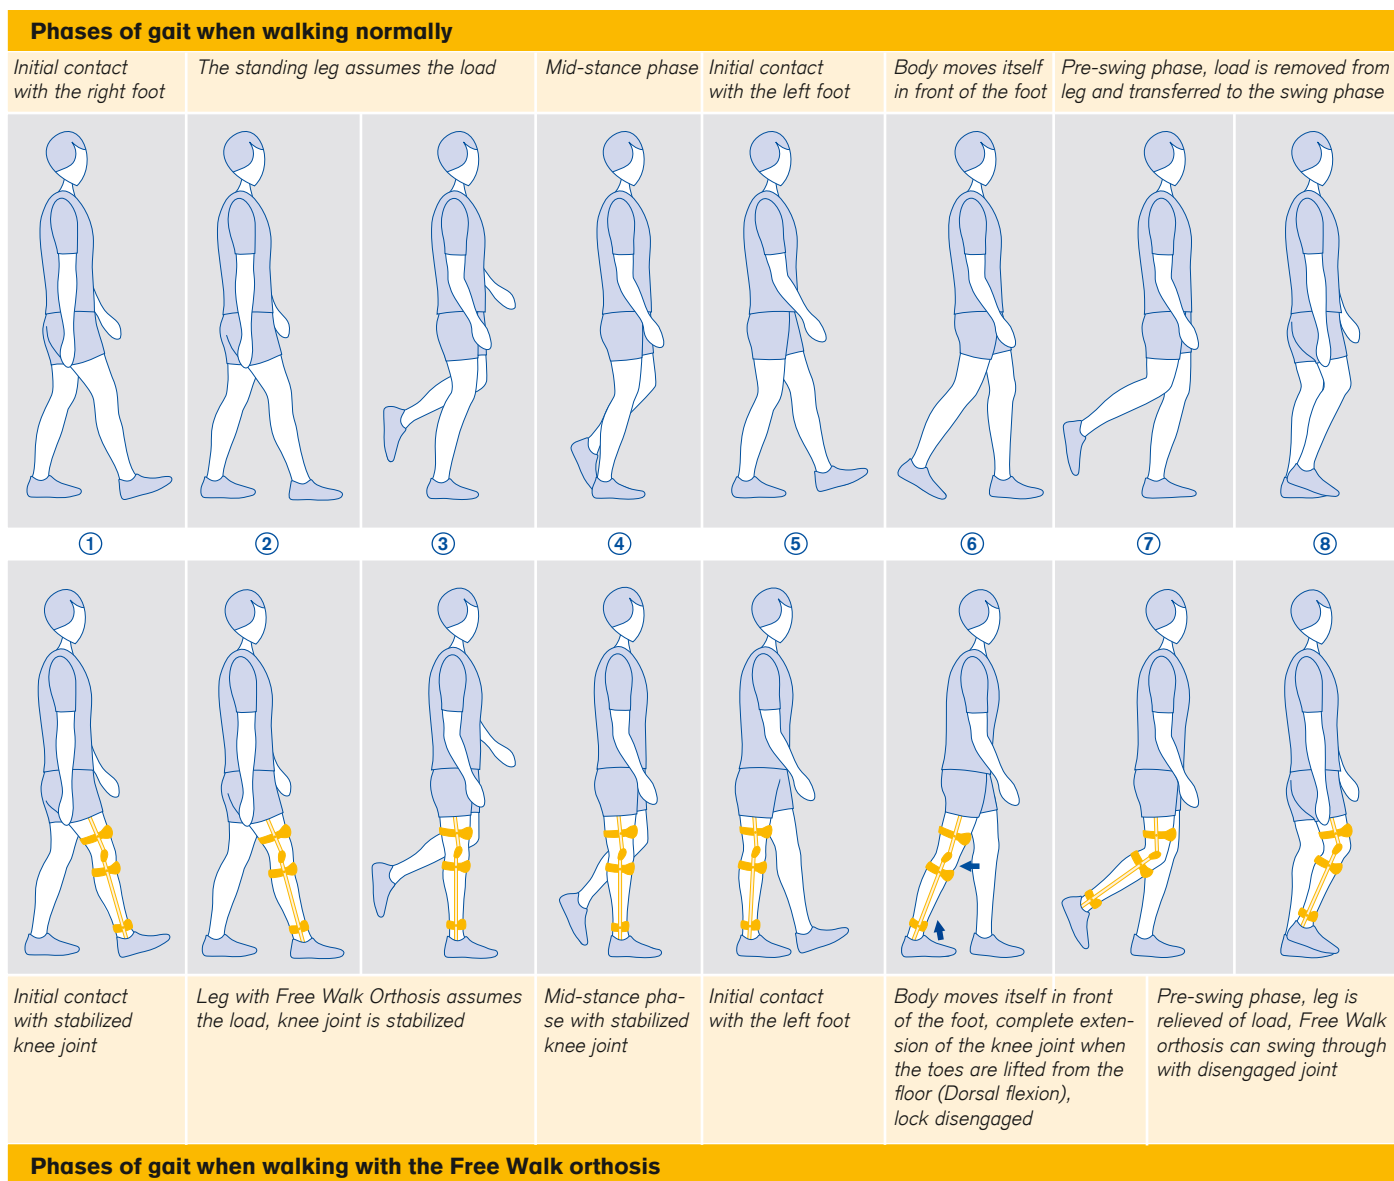 Phases of gait when walking normally
Initial contact
with the right foot
The standing leg assumes the load
Mid-stance phase
Initial contact
with the left foot
Body moves itself
in front of the foot
Pre-swing phase, load is removed from
leg and transferred to the swing phase
1
2
3
4
5
6
7
8
Initial contact
with stabilized
knee joint
Leg with Free Walk Orthosis assumes
the load, knee joint is stabilized
Mid-stance pha-
se with stabilized
knee joint
Initial contact
with the left foot
Body moves itself in front
of the foot, complete exten-
sion of the knee joint when
the toes are lifted from the
floor (Dorsal flexion),
lock disengaged
Pre-swing phase, leg is
relieved of load, Free Walk
orthosis can swing through
with disengaged joint
Phases of gait when walking with the Free Walk orthosis